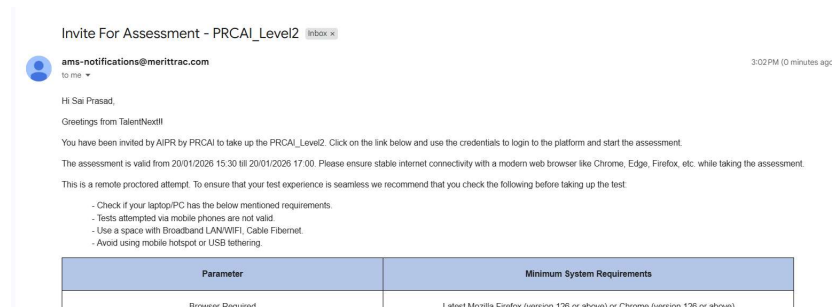 Invite For Assessment - PRCAI_Level2 Inbox ×
ams-notifications@merittrac.com 3:02 PM (0 minutes ago
to me
Hi Sai Prasad,
Greetings from TalentNext!!
You have been invited by AIPR by PRCAI to take up the PRCAI_Level2. Click on the link below and use the credentials to login to the platform and start the assessment.
The assessment is valid from 20/01/2026 15:30 till 20/01/2026 17:00. Please ensure stable internet connectivity with a modern web browser like Chrome, Edge, Firefox, etc. while taking the assessment.
This is a remote proctored attempt. To ensure that your test experience is seamless we recommend that you check the following before taking up the test:
- Check if your laptop/PC has the below mentioned requirements.
- Tests attempted via mobile phones are not valid.
- Use a space with Broadband LAN/WIFI, Cable Fibernet.
- Avoid using mobile hotspot or USB tethering.
Parameter Minimum System Requirements
Browser Required Latest Mozilla Firefox (version 126 or above) or Chrome (version 126 or above)